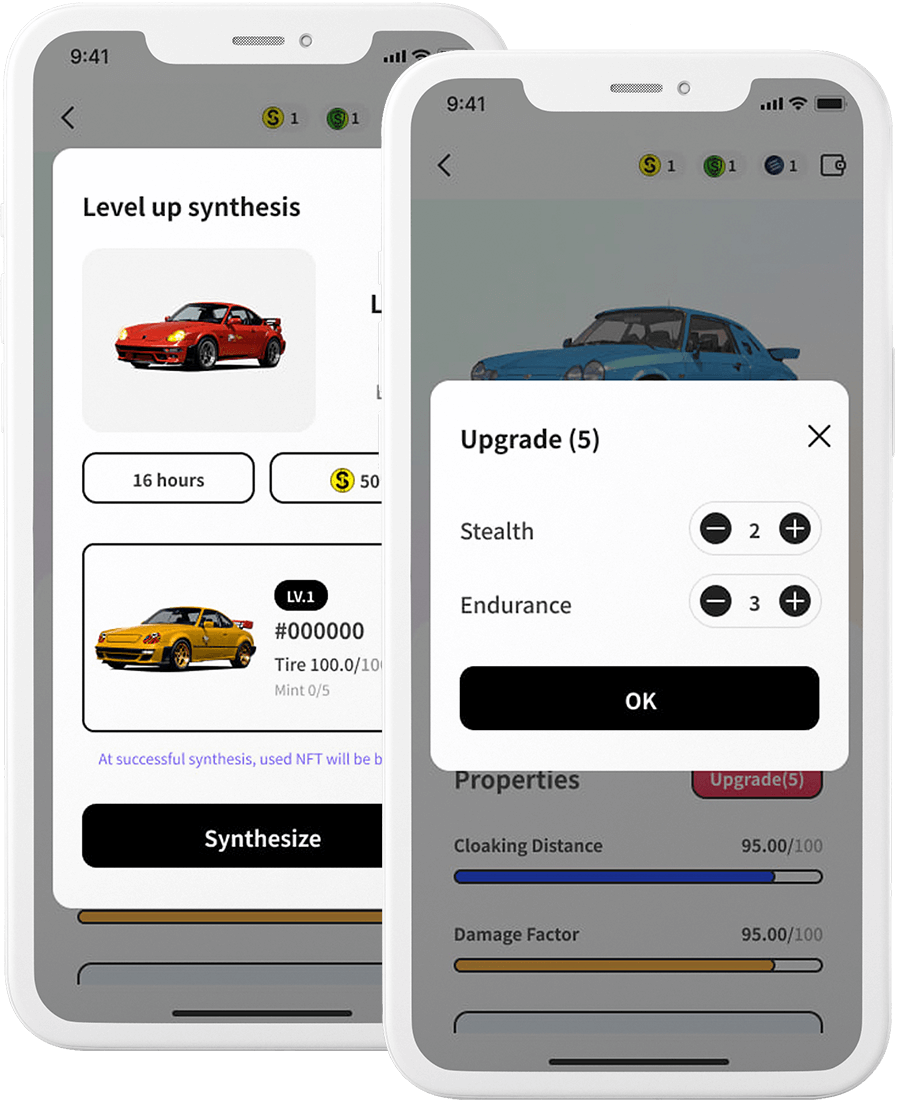 9:41
1 1
Level up synthesis
L
16 hours
50
LV.1
#000000
Tire 100.0/10
Mint 0/5
At successful synthesis, used NFT will be b
Synthesize
9:41
1 1 1
Upgrade (5)
Stealth 2
Endurance 3
OK
Properties Upgrade(5)
Cloaking Distance 95.00/100
Damage Factor 95.00/100